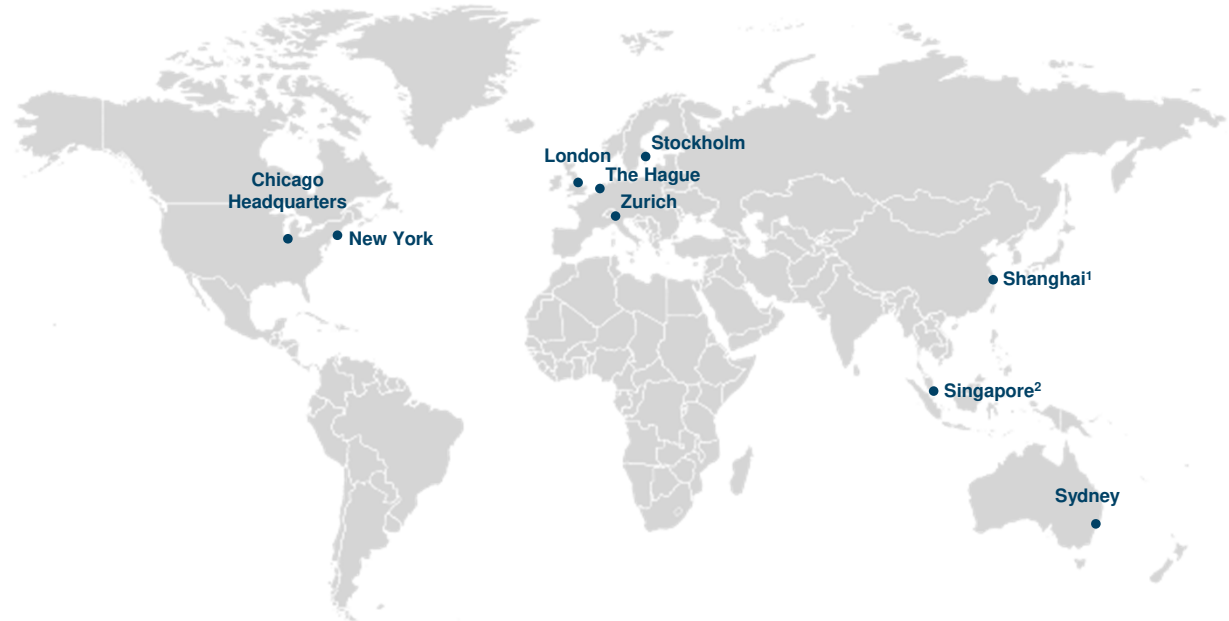 Stockholm
London
The Hague
Chicago
Headquarters
Zurich
New York
Shanghai¹
Singapore²
Sydney